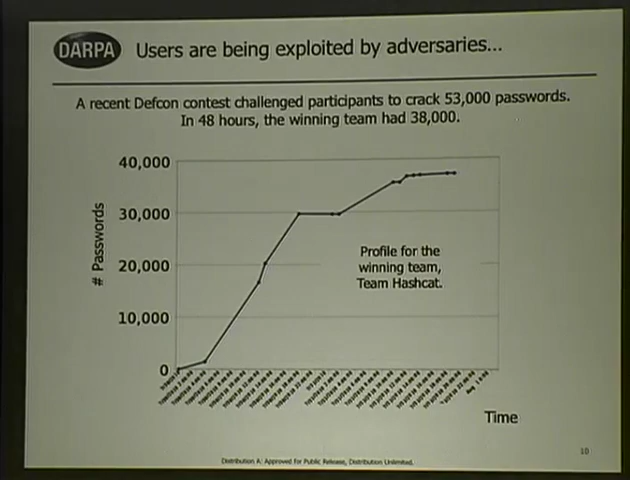 DARPA
Users are being exploited by adversaries...
A recent Defcon contest challenged participants to crack 53,000 passwords.
In 48 hours, the winning team had 38,000.
40,000
30,000
20,000
10,000
0
# Passwords
Profile for the
winning team,
Team Hashcat.
Time
10
Distribution A: Approved for Public Release, Distribution Unlimited.